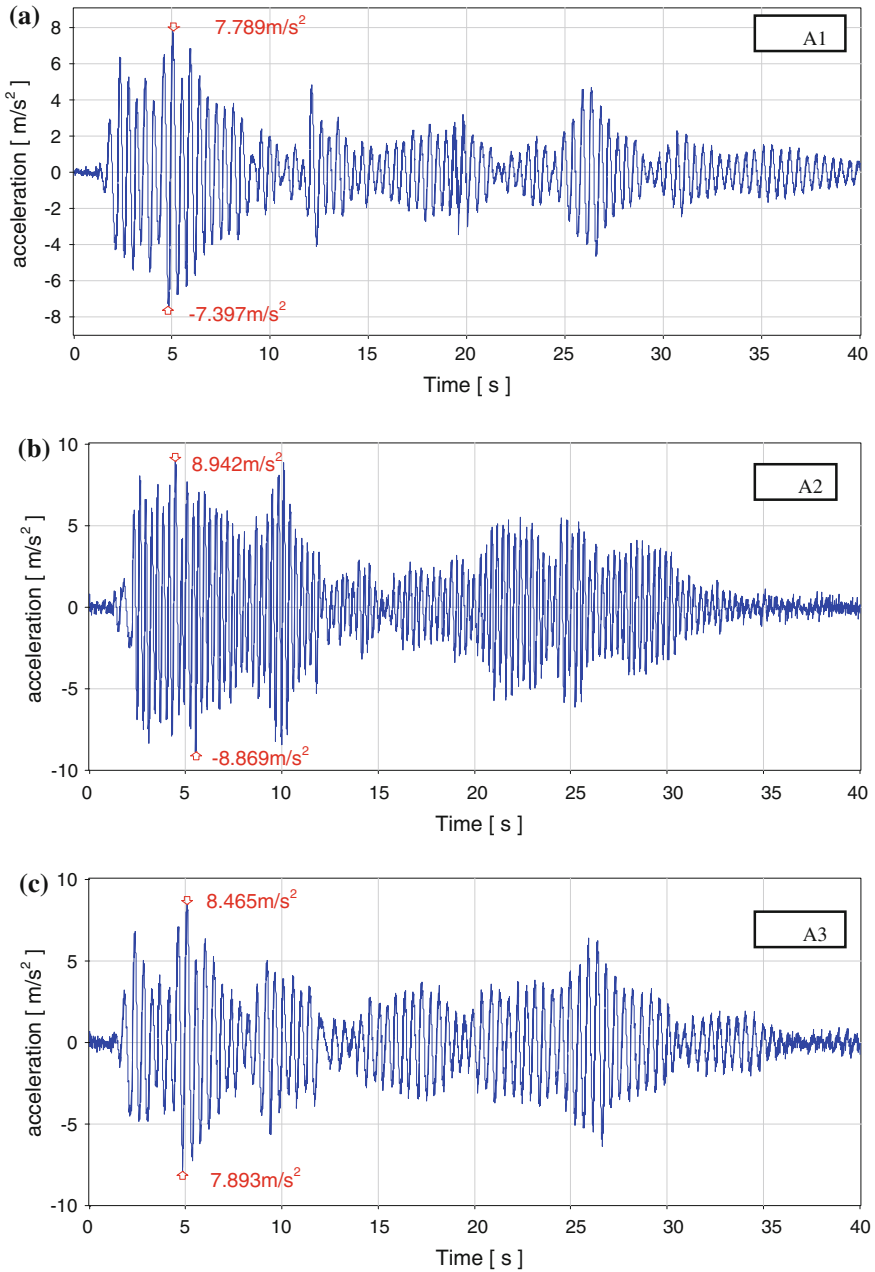 (a)
7.789m/s²
A1
8
6
4
2
0
-2
-4
-6
-8
acceleration [ m/s² ]
-7.397m/s²
0 5 10 15 20 25 30 35 40
Time [ s ]
(b)
8.942m/s²
A2
10
5
0
-5
-10
acceleration [ m/s² ]
-8.869m/s²
0 5 10 15 20 25 30 35 40
Time [ s ]
(c)
8.465m/s²
A3
10
5
0
-5
-10
acceleration [ m/s² ]
7.893m/s²
0 5 10 15 20 25 30 35 40
Time [ s ]